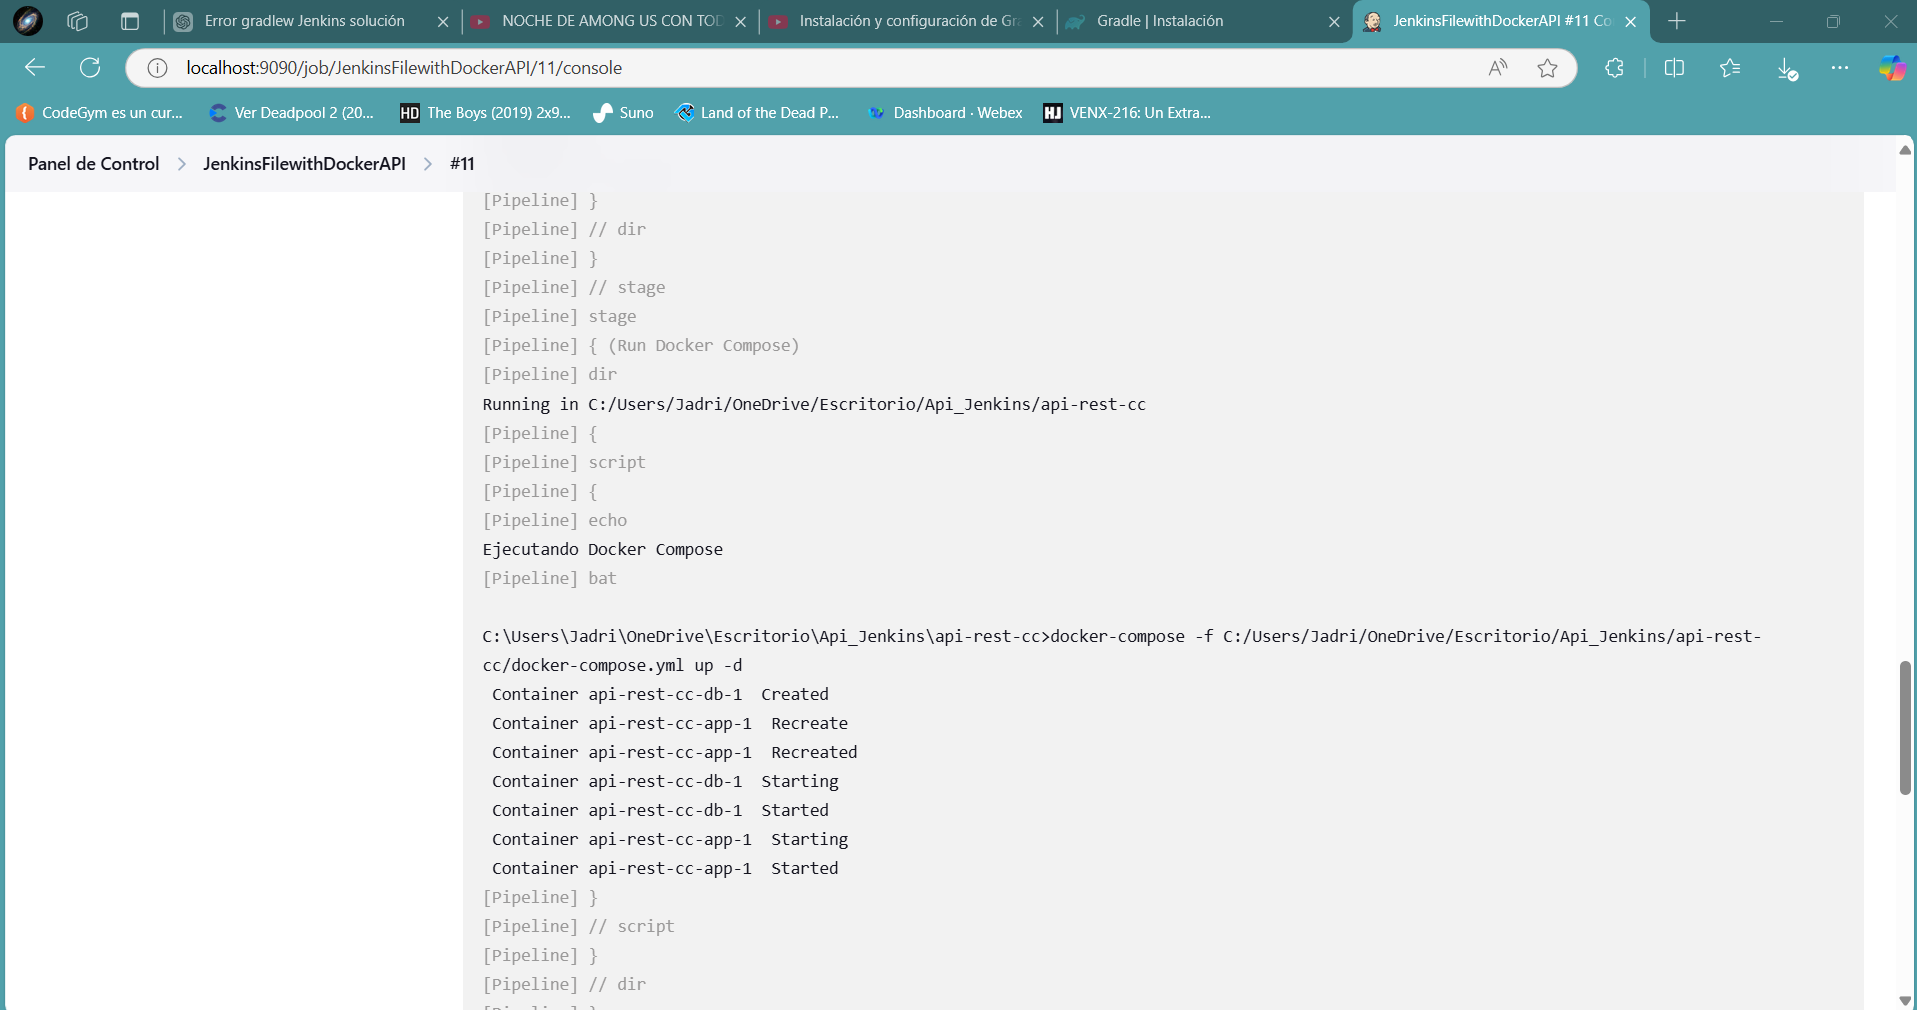 Error gradlew Jenkins solución
NOCHE DE AMONG US CON TOD
Instalación y configuración de Gra
Gradle | Instalación
JenkinsFilewithDockerAPI #11 Co
localhost:9090/job/JenkinsFilewithDockerAPI/11/console
CodeGym es un cur...
Ver Deadpool 2 (20...
HD The Boys (2019) 2x9...
Suno
Land of the Dead P...
Dashboard · Webex
HJ VENX-216: Un Extra...
Panel de Control > JenkinsFilewithDockerAPI > #11
[Pipeline] }
[Pipeline] // dir
[Pipeline] }
[Pipeline] // stage
[Pipeline] stage
[Pipeline] { (Run Docker Compose)
[Pipeline] dir
Running in C:/Users/Jadri/OneDrive/Escritorio/Api_Jenkins/api-rest-cc
[Pipeline] {
[Pipeline] script
[Pipeline] {
[Pipeline] echo
Ejecutando Docker Compose
[Pipeline] bat
C:\Users\Jadri\OneDrive\Escritorio\Api_Jenkins\api-rest-cc>docker-compose -f C:/Users/Jadri/OneDrive/Escritorio/Api_Jenkins/api-rest-
cc/docker-compose.yml up -d
Container api-rest-cc-db-1  Created
Container api-rest-cc-app-1  Recreate
Container api-rest-cc-app-1  Recreated
Container api-rest-cc-db-1  Starting
Container api-rest-cc-db-1  Started
Container api-rest-cc-app-1  Starting
Container api-rest-cc-app-1  Started
[Pipeline] }
[Pipeline] // script
[Pipeline] }
[Pipeline] // dir